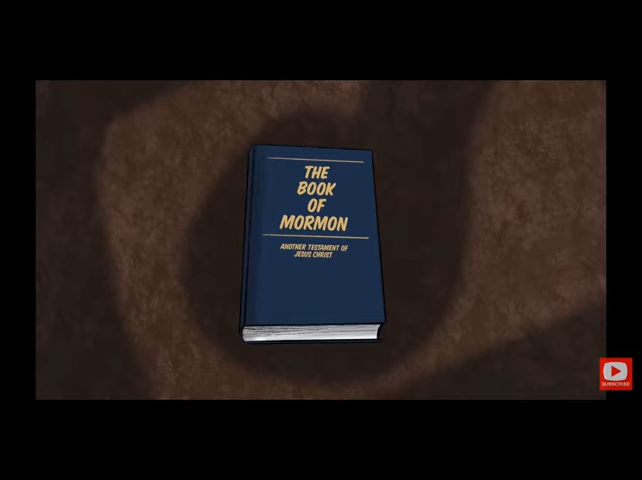 THE
BOOK
OF
MORMON
ANOTHER TESTAMENT OF
JESUS CHRIST
SUBSCRIBE